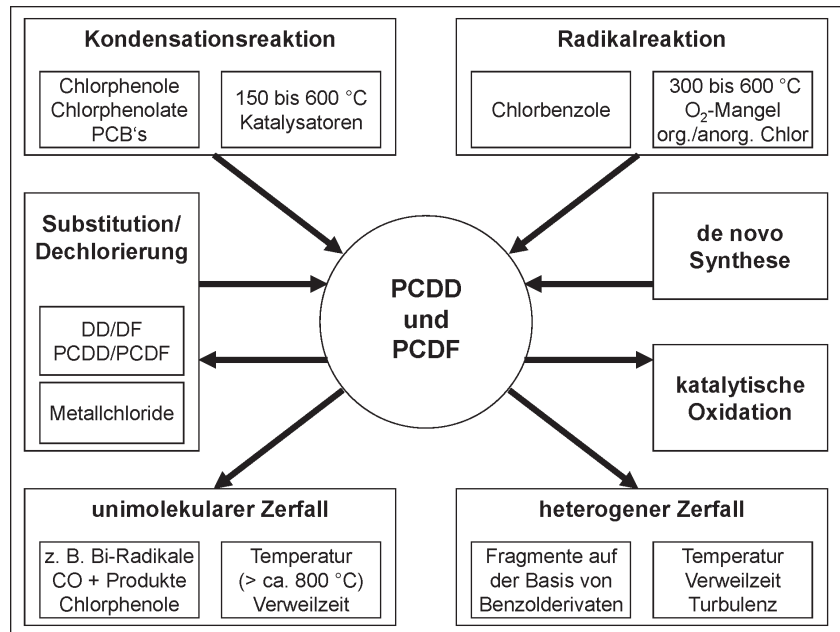 Kondensationsreaktion
Chlorphenole
Chlorphenolate
PCB‘s
150 bis 600 °C
Katalysatoren
Radikalreaktion
Chlorbenzole
300 bis 600 °C
O₂-Mangel
org./anorg. Chlor
Substitution/
Dechlorierung
DD/DF
PCDD/PCDF
Metallchloride
PCDD
und
PCDF
de novo
Synthese
katalytische
Oxidation
unimolekularer Zerfall
z. B. Bi-Radikale
CO + Produkte
Chlorphenole
Temperatur
(> ca. 800 °C)
Verweilzeit
heterogener Zerfall
Fragmente auf
der Basis von
Benzolderivaten
Temperatur
Verweilzeit
Turbulenz